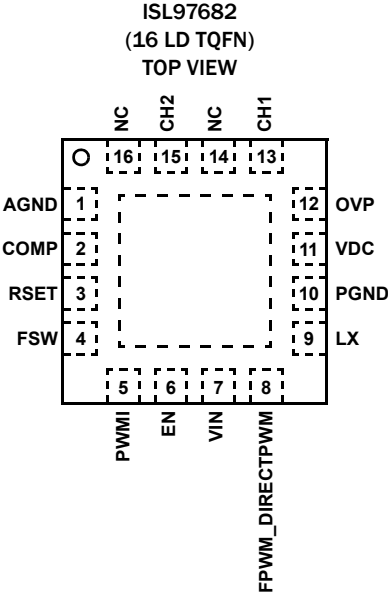 ISL97682
(16 LD TQFN)
TOP VIEW
NC
CH2
NC
CH1
16
15
14
13
AGND 1
12 OVP
COMP 2
11 VDC
RSET 3
10 PGND
FSW 4
9 LX
5
6
7
8
PWMI
EN
VIN
FPWM_DIRECTPWM